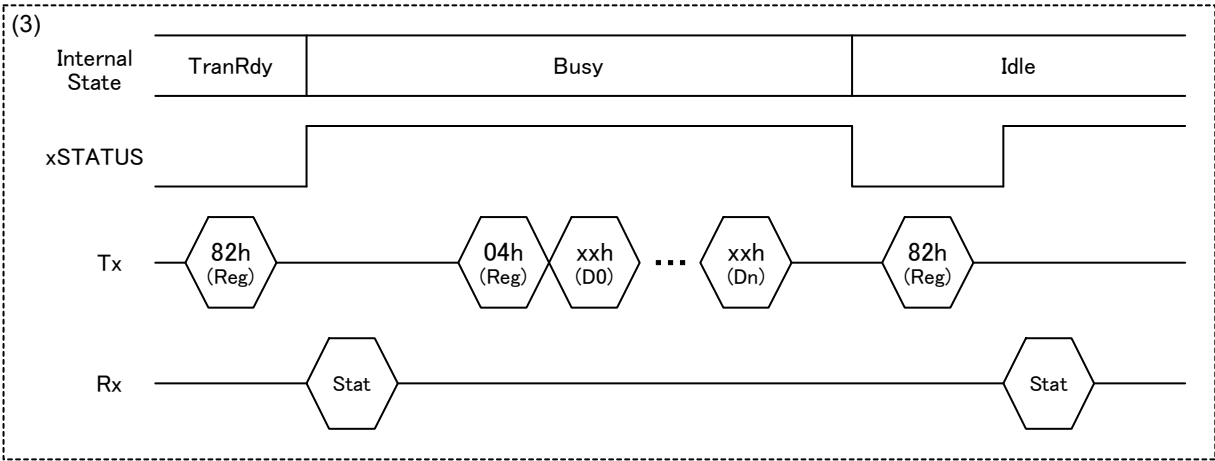 (3)
Internal
State
TranRdy
Busy
Idle
xSTATUS
Tx
82h
(Reg)
04h
(Reg)
xxh
(D0)
...
xxh
(Dn)
82h
(Reg)
Rx
Stat
Stat